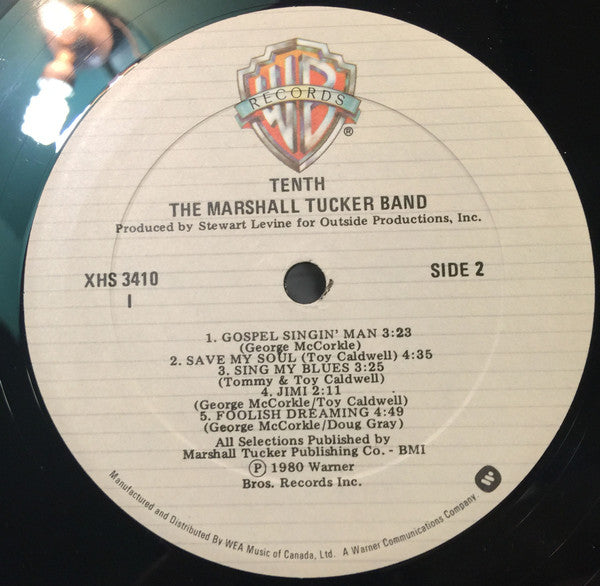 WB
RECORDS
®
TENTH
THE MARSHALL TUCKER BAND
Produced by Stewart Levine for Outside Productions, Inc.
XHS 3410
I
SIDE 2
1. GOSPEL SINGIN' MAN 3:23
(George McCorkle)
2. SAVE MY SOUL (Toy Caldwell) 4:35
3. SING MY BLUES 3:25
(Tommy & Toy Caldwell)
4. JIMI 2:11
(George McCorkle/Toy Caldwell)
5. FOOLISH DREAMING 4:49
(George McCorkle/Doug Gray)
All Selections Published by
Marshall Tucker Publishing Co. - BMI
℗ 1980 Warner
Bros. Records Inc.
Manufactured and Distributed By WEA Music of Canada, Ltd. A Warner Communications Company